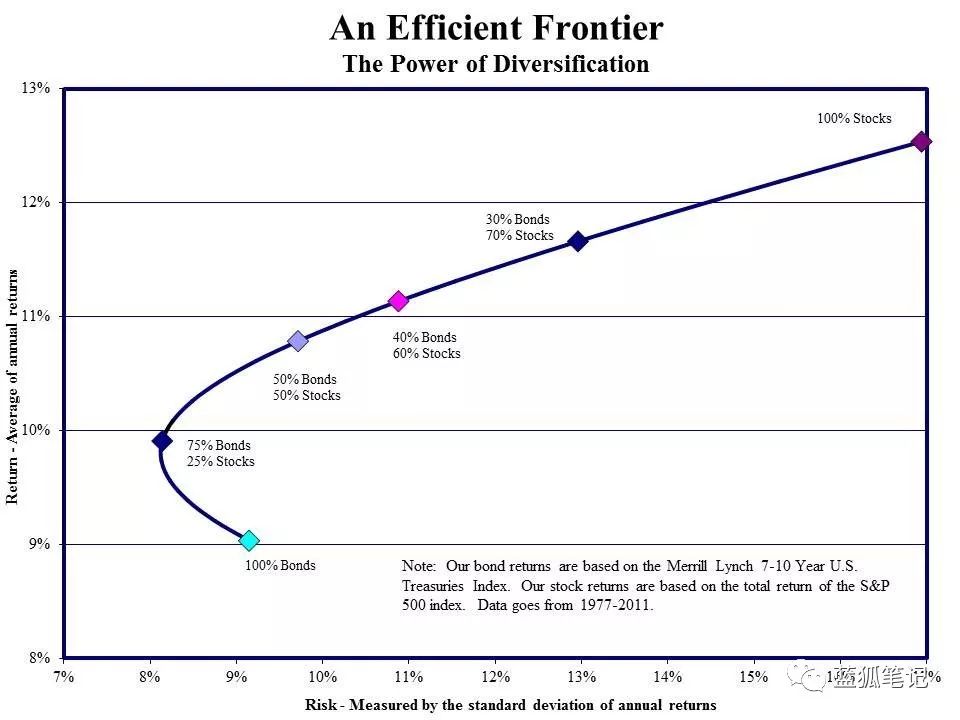 An Efficient Frontier
The Power of Diversification
13%
100% Stocks
12%
30% Bonds
70% Stocks
11%
40% Bonds
60% Stocks
50% Bonds
50% Stocks
10%
75% Bonds
25% Stocks
9%
100% Bonds
Note: Our bond returns are based on the Merrill Lynch 7-10 Year U.S.
Treasuries Index. Our stock returns are based on the total return of the S&P
500 index. Data goes from 1977-2011.
8%
7% 8% 9% 10% 11% 12% 13% 14% 15%
蓝狐笔记
Return - Average of annual returns
Risk - Measured by the standard deviation of annual returns